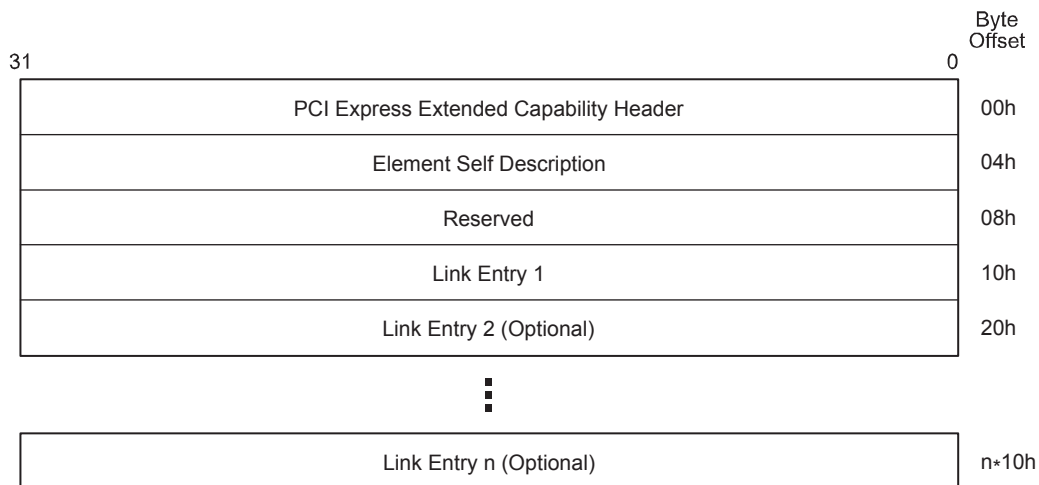 Byte
Offset
31 0
PCI Express Extended Capability Header 00h
Element Self Description 04h
Reserved 08h
Link Entry 1 10h
Link Entry 2 (Optional) 20h
Link Entry n (Optional) n*10h